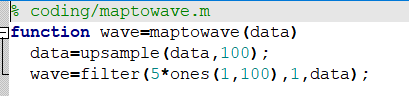 % coding/maptowave.m
function wave=maptowave(data)
data=upsample(data,100);
wave=filter(5*ones(1,100),1,data);